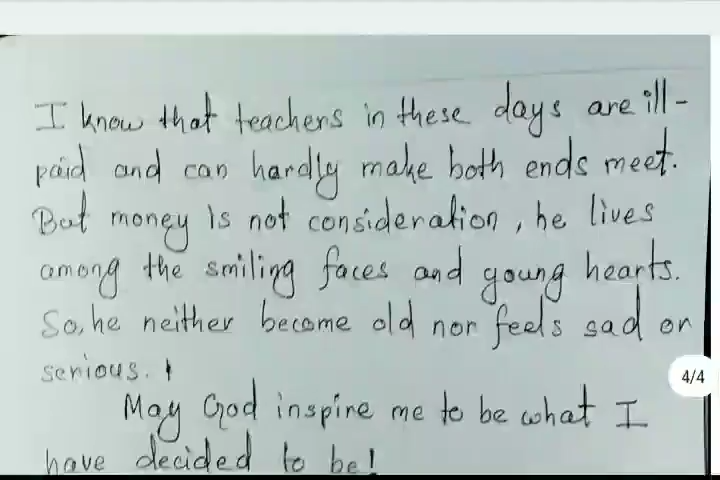 I know that teachers in these days are ill-
paid and can hardly make both ends meet.
But money is not consideration, he lives
among the smiling faces and young hearts.
So, he neither become old nor feels sad or
serious.
May God inspire me to be what I
have decided to be!
4/4